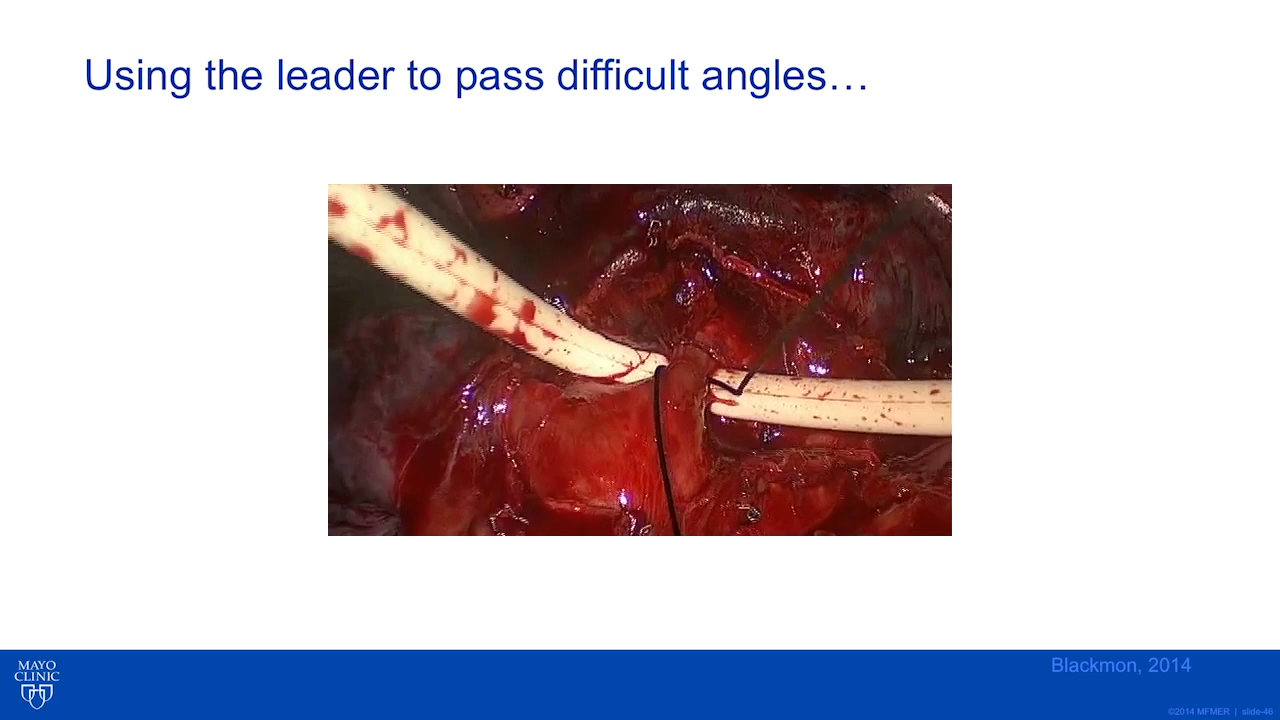 Using the leader to pass difficult angles…
Blackmon, 2014
MAYO
CLINIC
©2014 MFMER | slide-46